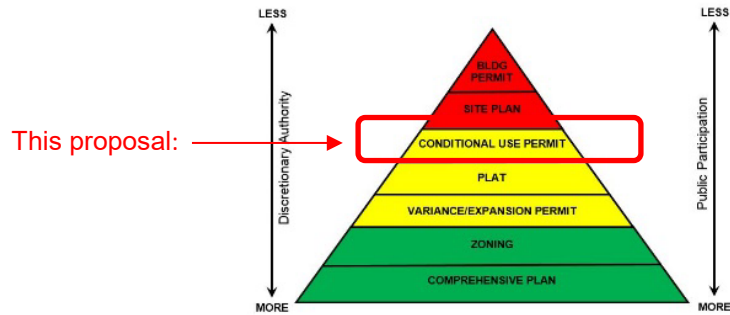 LESS
LESS
BLDG
PERMIT
SITE PLAN
This proposal:
CONDITIONAL USE PERMIT
Discretionary Authority
Public Participation
PLAT
VARIANCE/EXPANSION PERMIT
ZONING
COMPREHENSIVE PLAN
MORE
MORE